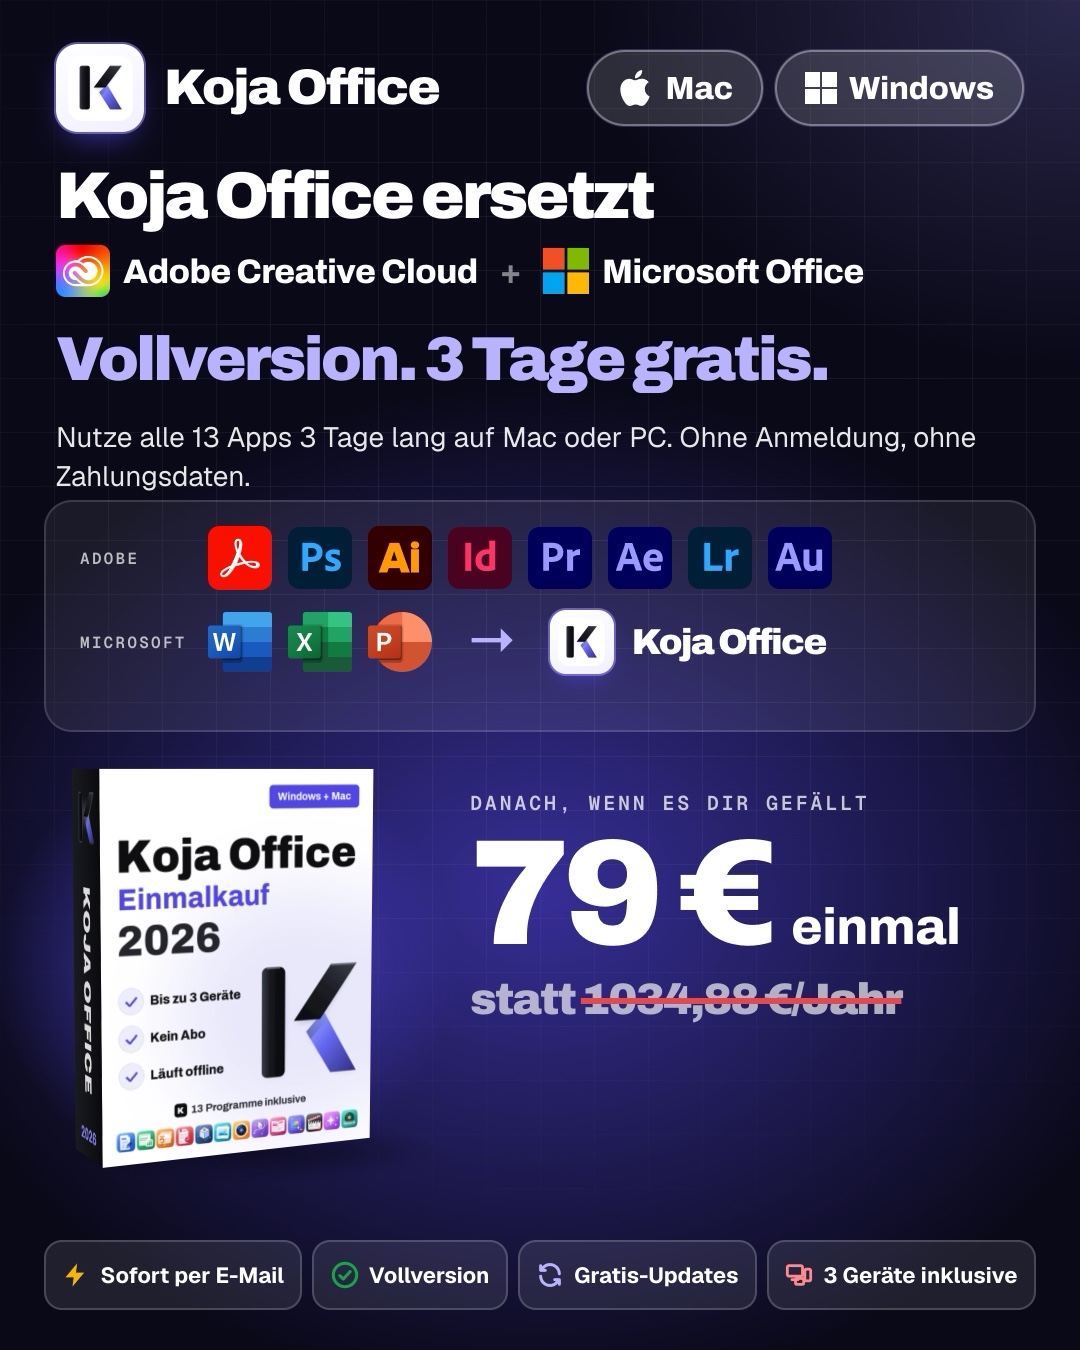 Koja Office
Mac
Windows
Koja Office ersetzt
Adobe Creative Cloud + Microsoft Office
Vollversion. 3 Tage gratis.
Nutze alle 13 Apps 3 Tage lang auf Mac oder PC. Ohne Anmeldung, ohne
Zahlungsdaten.
ADOBE
Ps Ai Id Pr Ae Lr Au
MICROSOFT
W X P → Koja Office
Windows + Mac
Koja Office
Einmalkauf
2026
Bis zu 3 Geräte
Kein Abo
Läuft offline
13 Programme inklusive
KOJA OFFICE
2026
DANACH, WENN ES DIR GEFÄLLT
79 € einmal
statt 1034,88 €/Jahr
Sofort per E-Mail
Vollversion
Gratis-Updates
3 Geräte inklusive